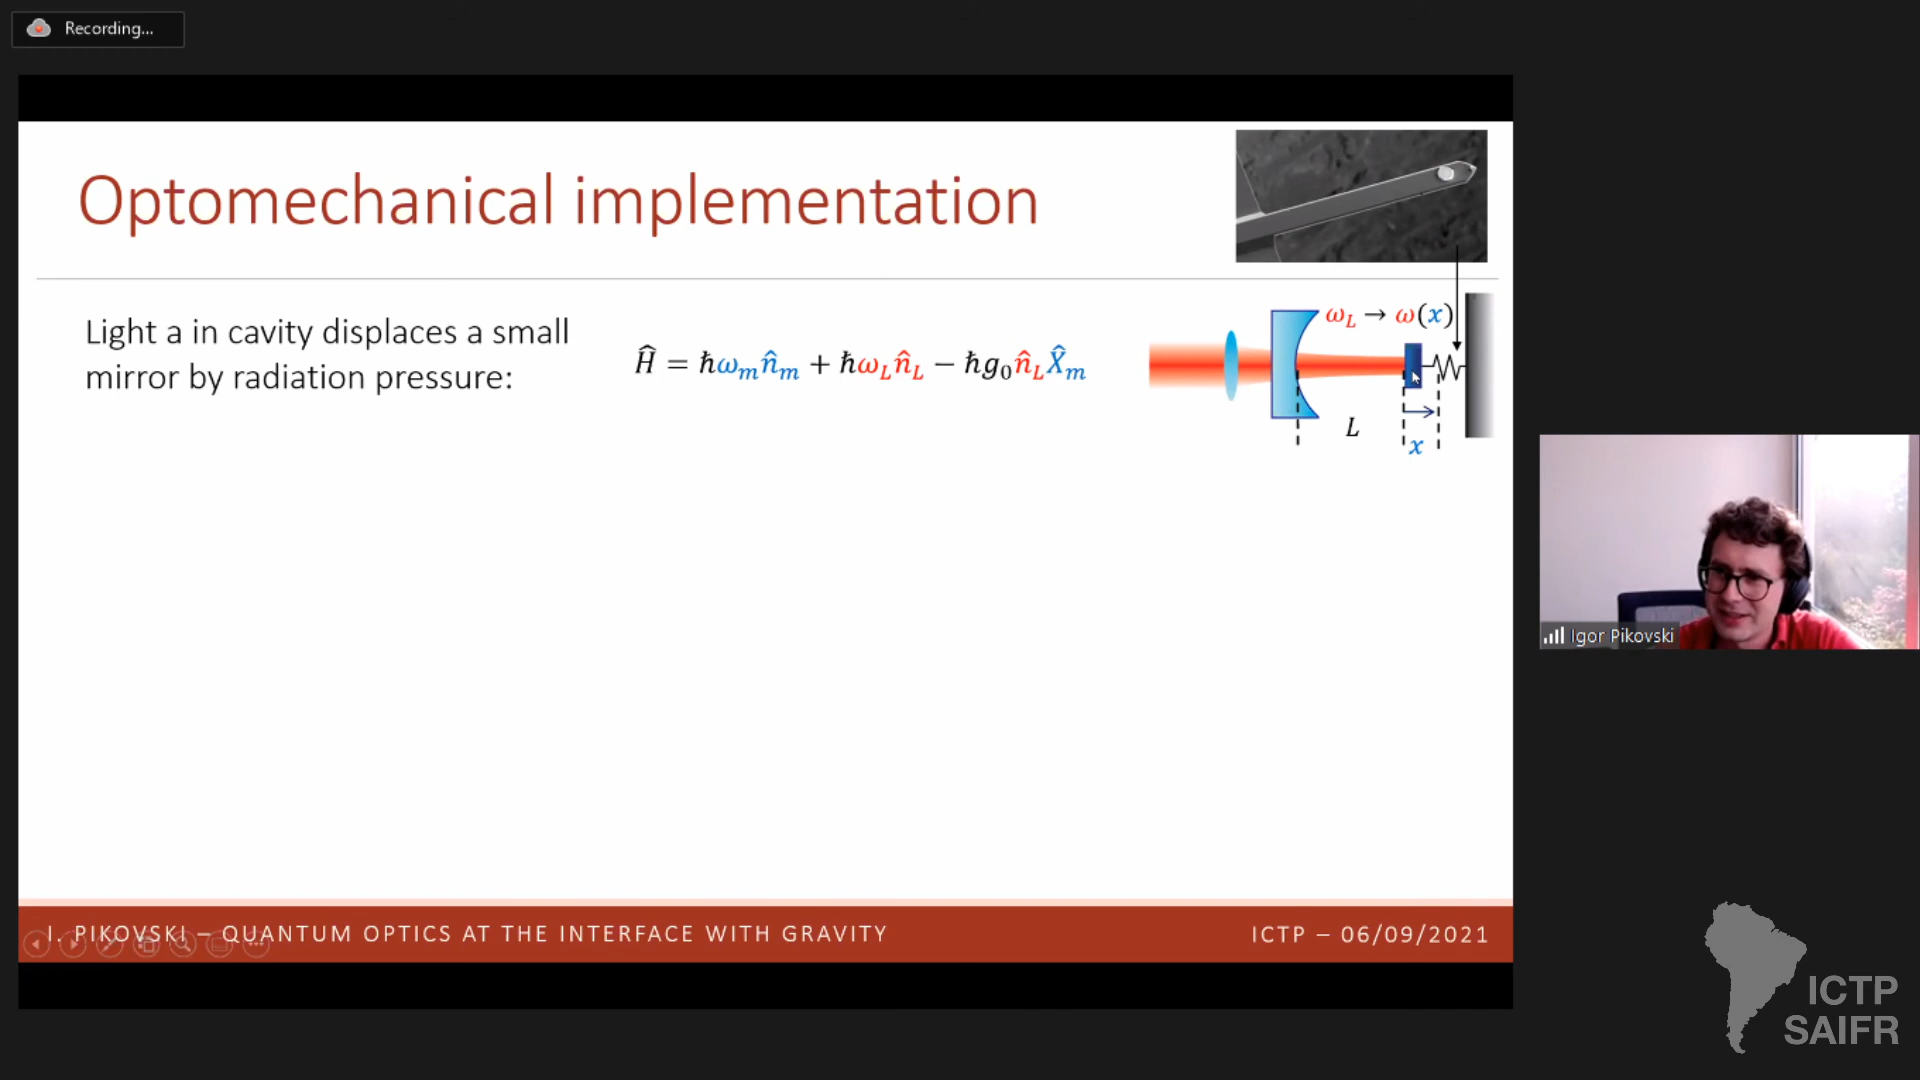 Recording...
Optomechanical implementation
Light a in cavity displaces a small
mirror by radiation pressure:
Ĥ = ħω_m n̂_m + ħω_L n̂_L − ħg₀n̂_L X̂_m
ω_L → ω(x)
L
x
Igor Pikovski
I. PIKOVSKI – QUANTUM OPTICS AT THE INTERFACE WITH GRAVITY
ICTP – 06/09/2021
ICTP
SAIFR